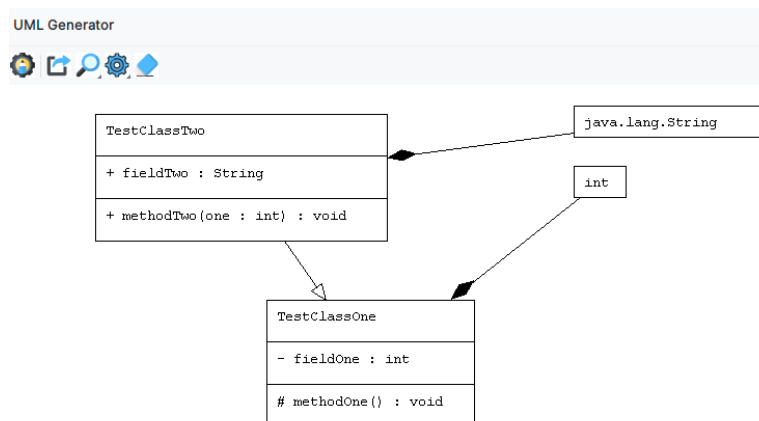 UML Generator
TestClassTwo
+ fieldTwo : String
+ methodTwo(one : int) : void
java.lang.String
int
TestClassOne
- fieldOne : int
# methodOne() : void